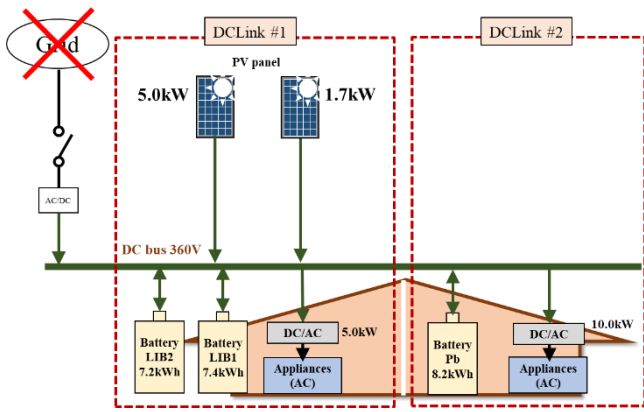 Grid
DCLink #1
DCLink #2
PV panel
5.0kW
1.7kW
AC/DC
DC bus 360V
Battery
LIB2
7.2kWh
Battery
LIB1
7.4kWh
DC/AC
5.0kW
Appliances
(AC)
Battery
Pb
8.2kWh
DC/AC
10.0kW
Appliances
(AC)